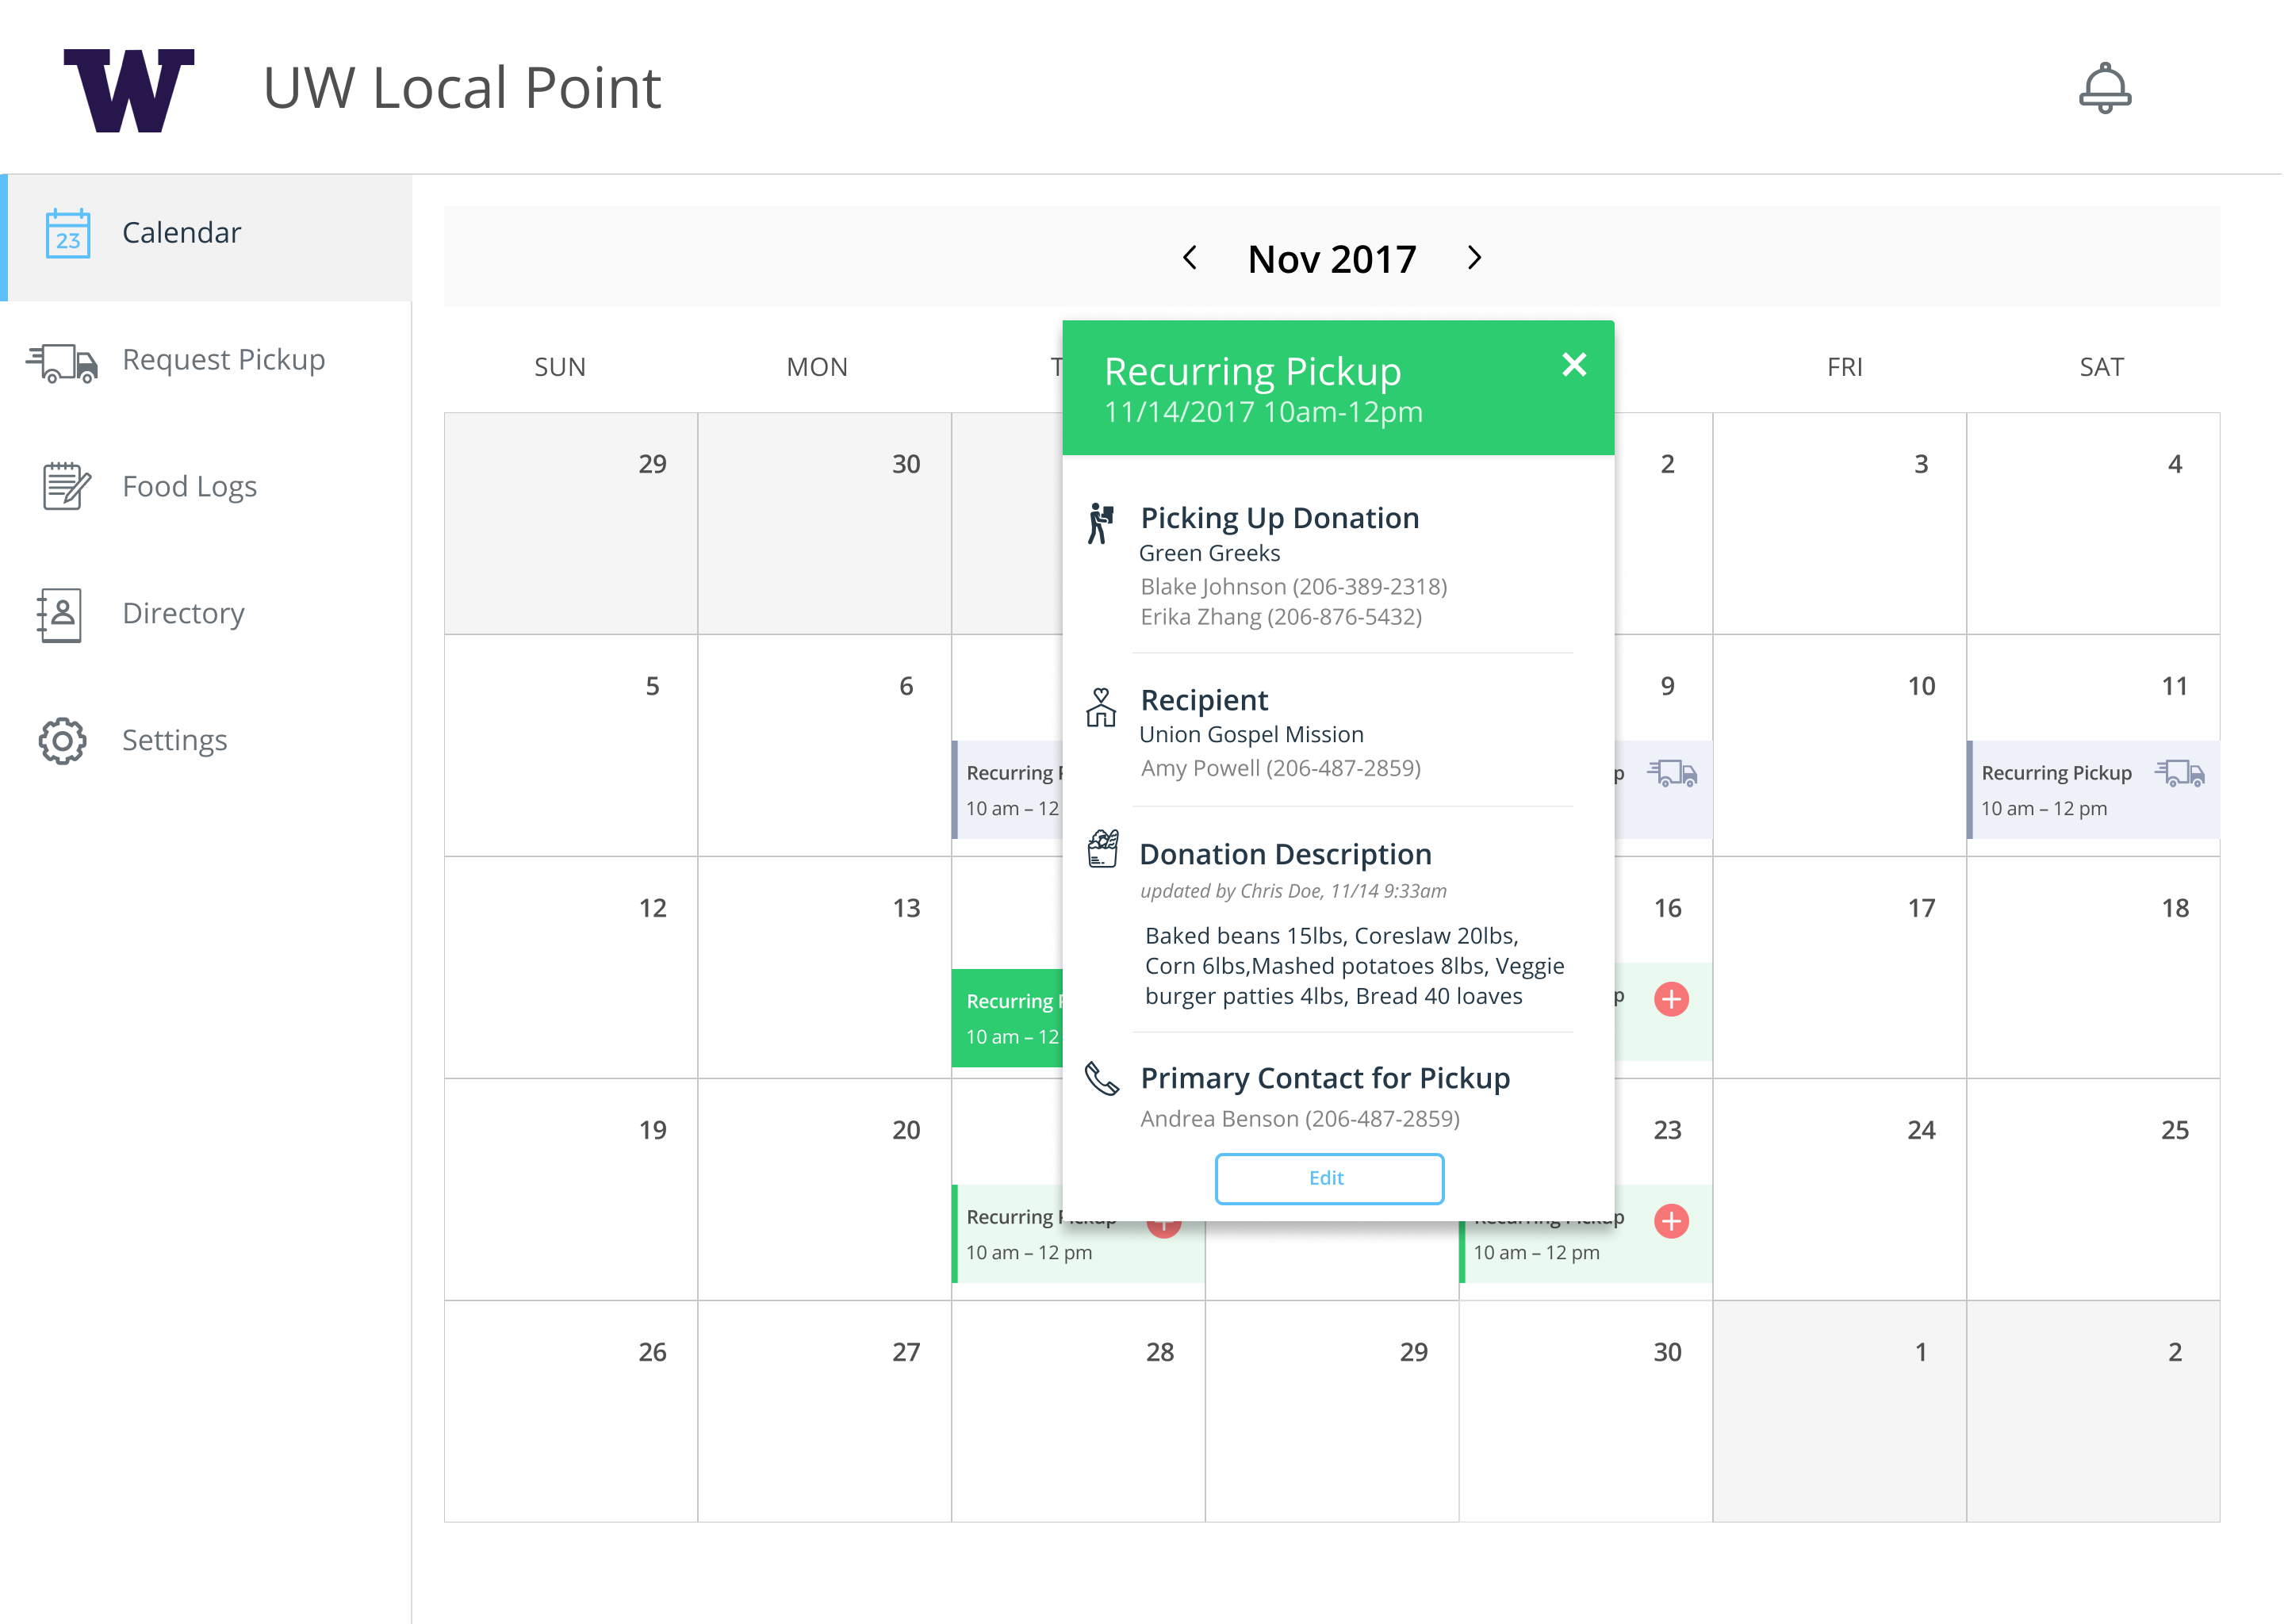 W
UW Local Point
23
Calendar
Request Pickup
Food Logs
Directory
Settings
Nov 2017
SUN MON T FRI SAT
29 30 2 3 4
5 6 9 10 11
Recurring
10 am – 12
p
Recurring Pickup
10 am – 12 pm
12 13 16 17 18
Recurring
10 am – 12
p
19 20 23 24 25
Recurring Pickup
10 am – 12 pm
Recurring Pickup
10 am – 12 pm
26 27 28 29 30 1 2
Recurring Pickup
11/14/2017 10am-12pm
Picking Up Donation
Green Greeks
Blake Johnson (206-389-2318)
Erika Zhang (206-876-5432)
Recipient
Union Gospel Mission
Amy Powell (206-487-2859)
Donation Description
updated by Chris Doe, 11/14 9:33am
Baked beans 15lbs, Coreslaw 20lbs,
Corn 6lbs,Mashed potatoes 8lbs, Veggie
burger patties 4lbs, Bread 40 loaves
Primary Contact for Pickup
Andrea Benson (206-487-2859)
Edit